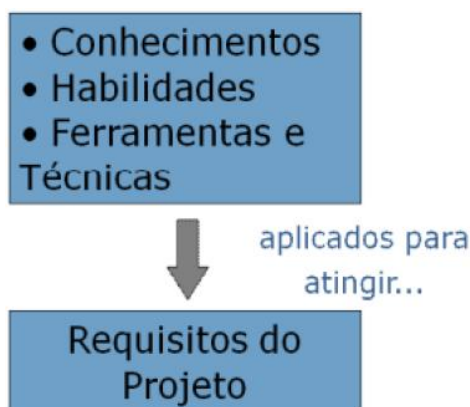 • Conhecimentos
• Habilidades
• Ferramentas e
Técnicas
aplicados para
atingir...
Requisitos do
Projeto